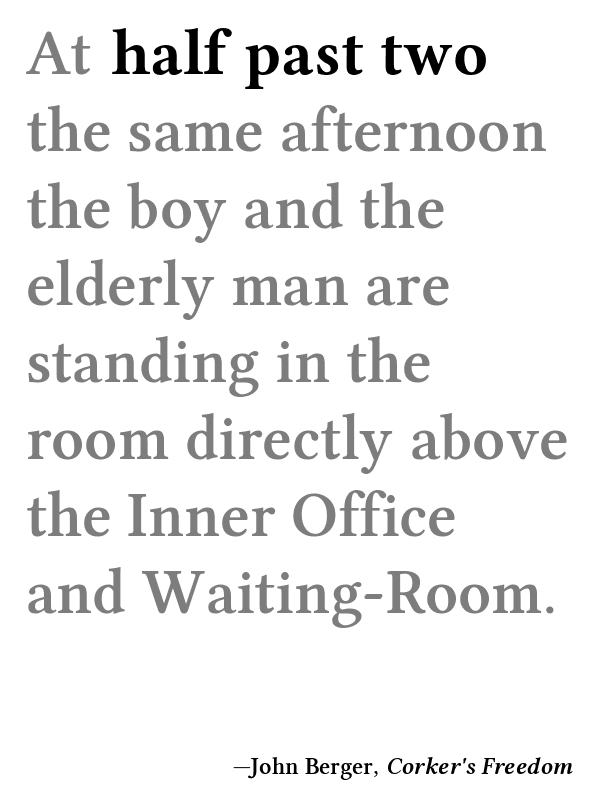 At half past two
the same afternoon
the boy and the
elderly man are
standing in the
room directly above
the Inner Office
and Waiting-Room.
—John Berger, Corker's Freedom